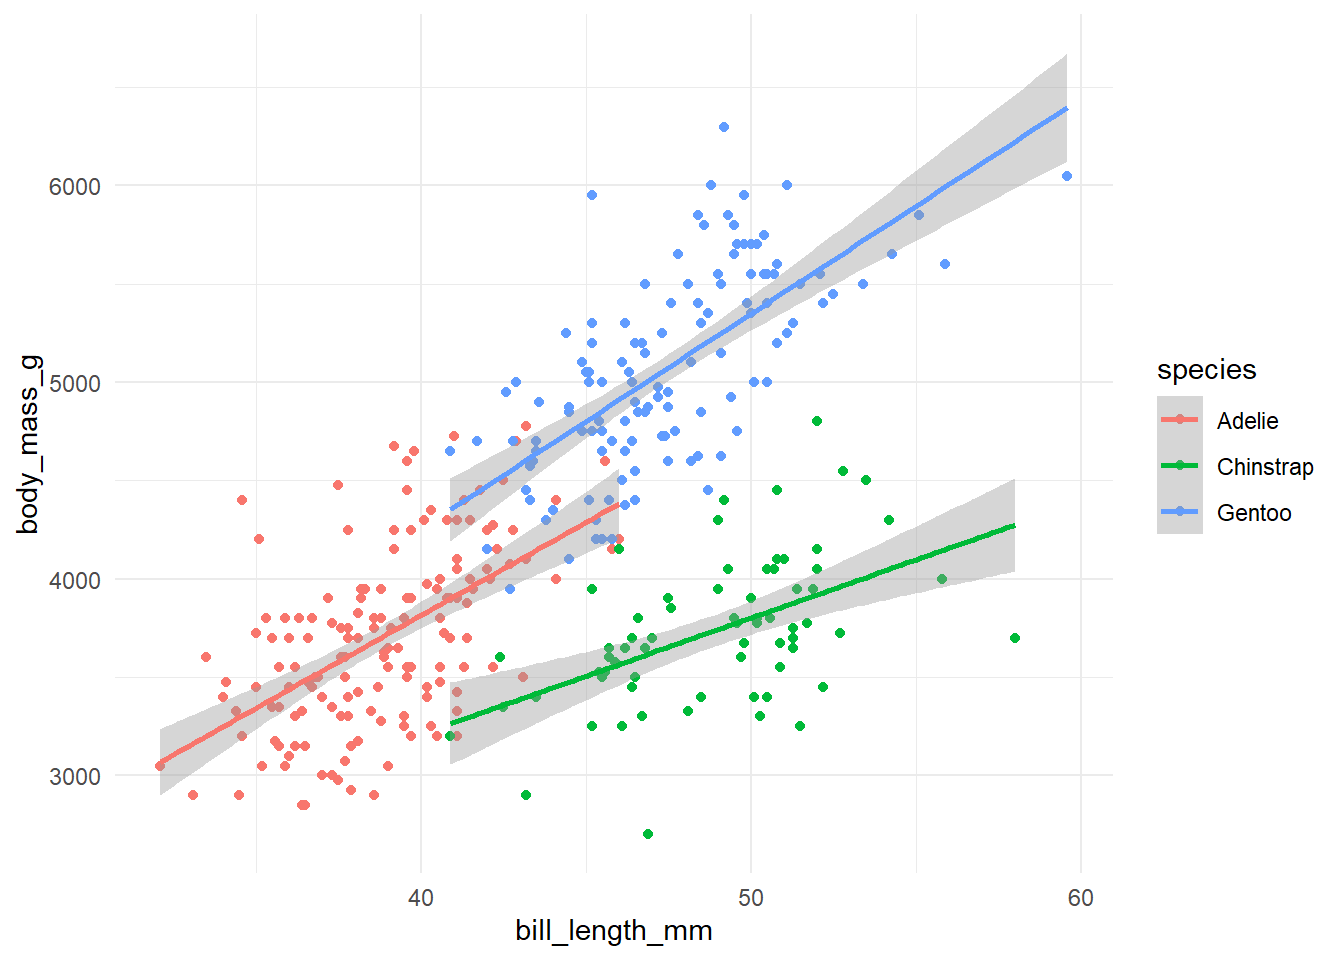 body_mass_g
6000
5000
4000
3000
40
50
60
bill_length_mm
species
Adelie
Chinstrap
Gentoo